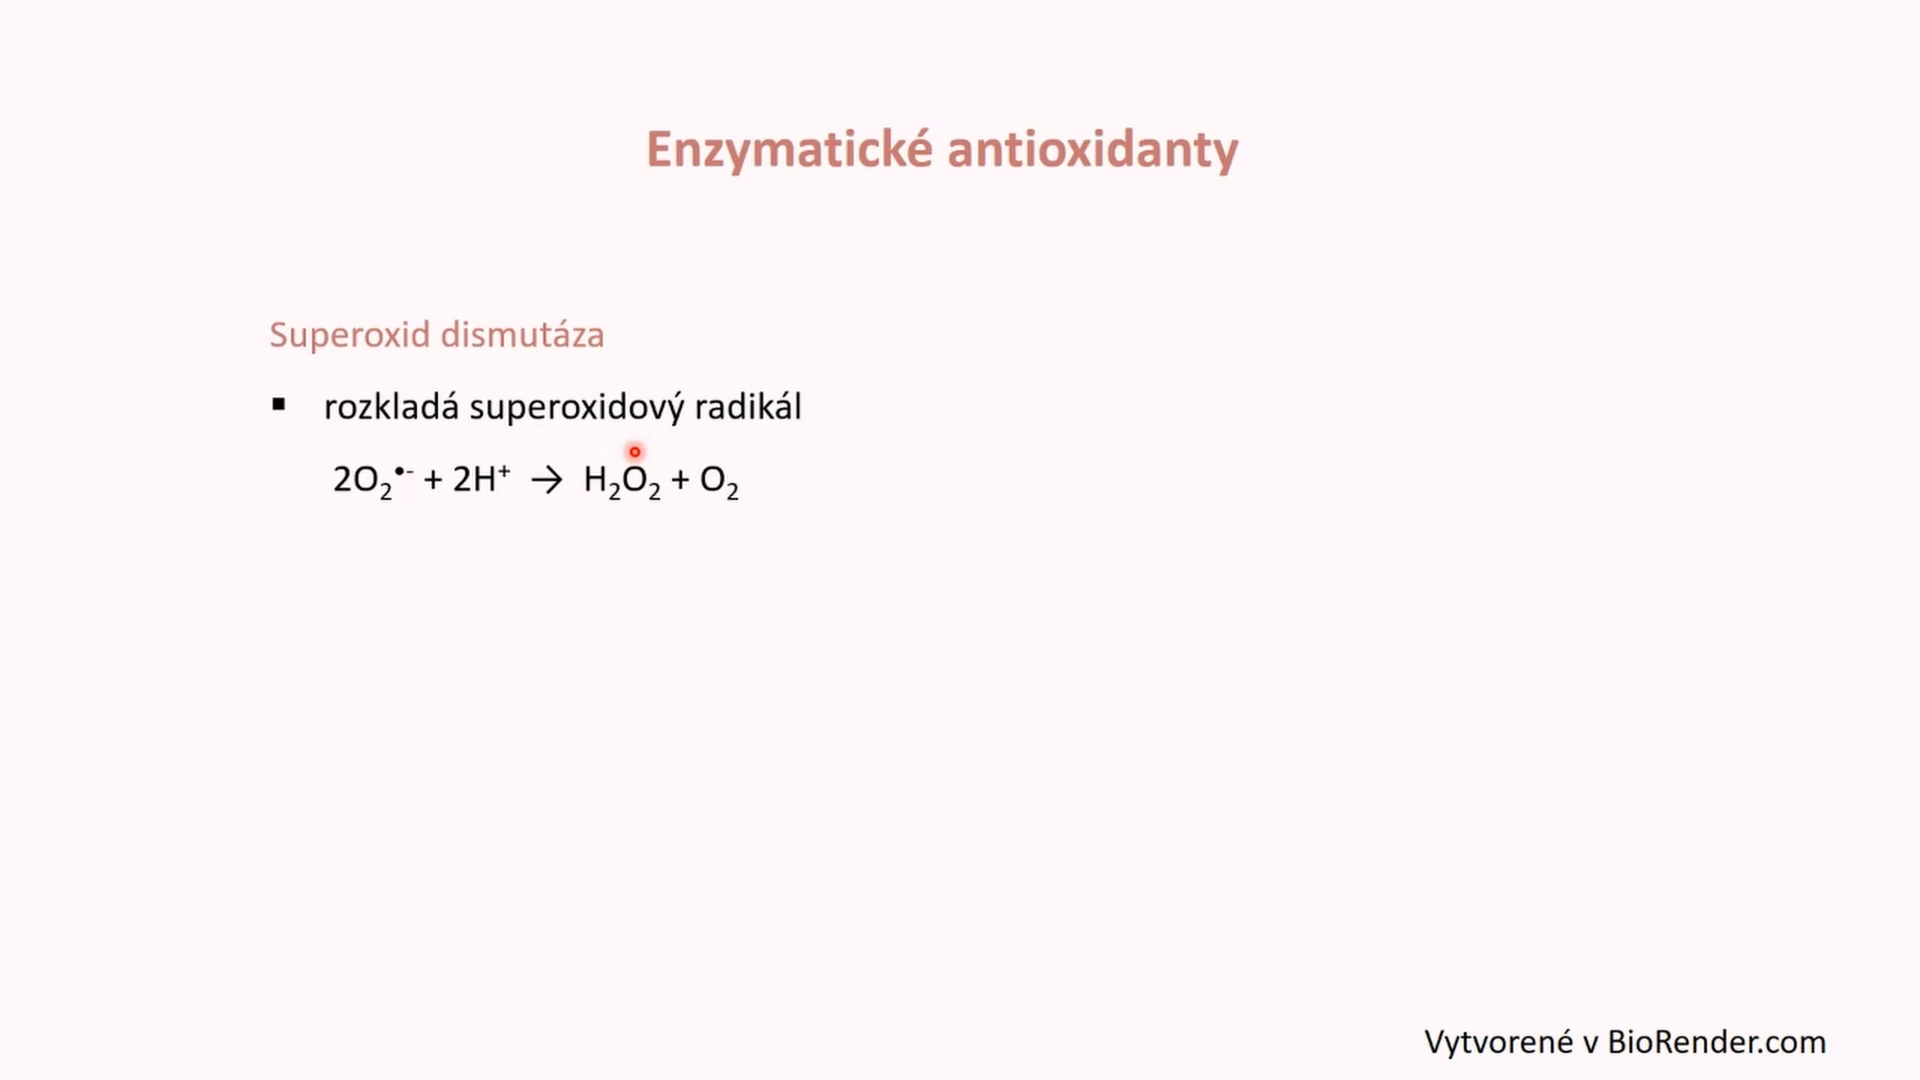 Enzymatické antioxidanty
Superoxid dismutáza
▪ rozkladá superoxidový radikál
2O₂•⁻ + 2H⁺ → H₂O₂ + O₂
Vytvorené v BioRender.com